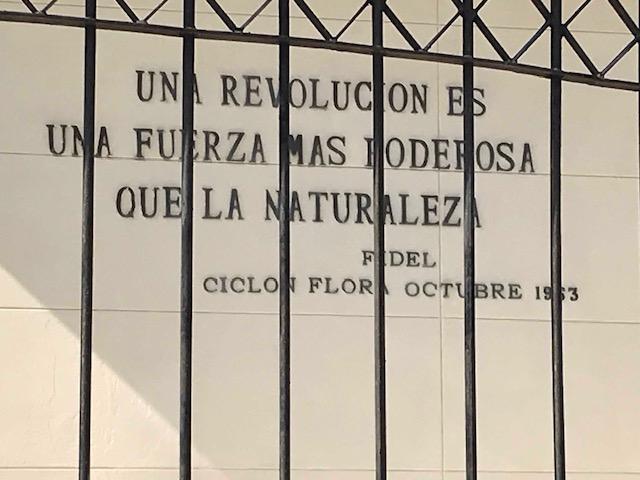 UNA REVOLUCION ES
UNA FUERZA MAS PODEROSA
QUE LA NATURALEZA
FIDEL
CICLON FLORA OCTUBRE 1963